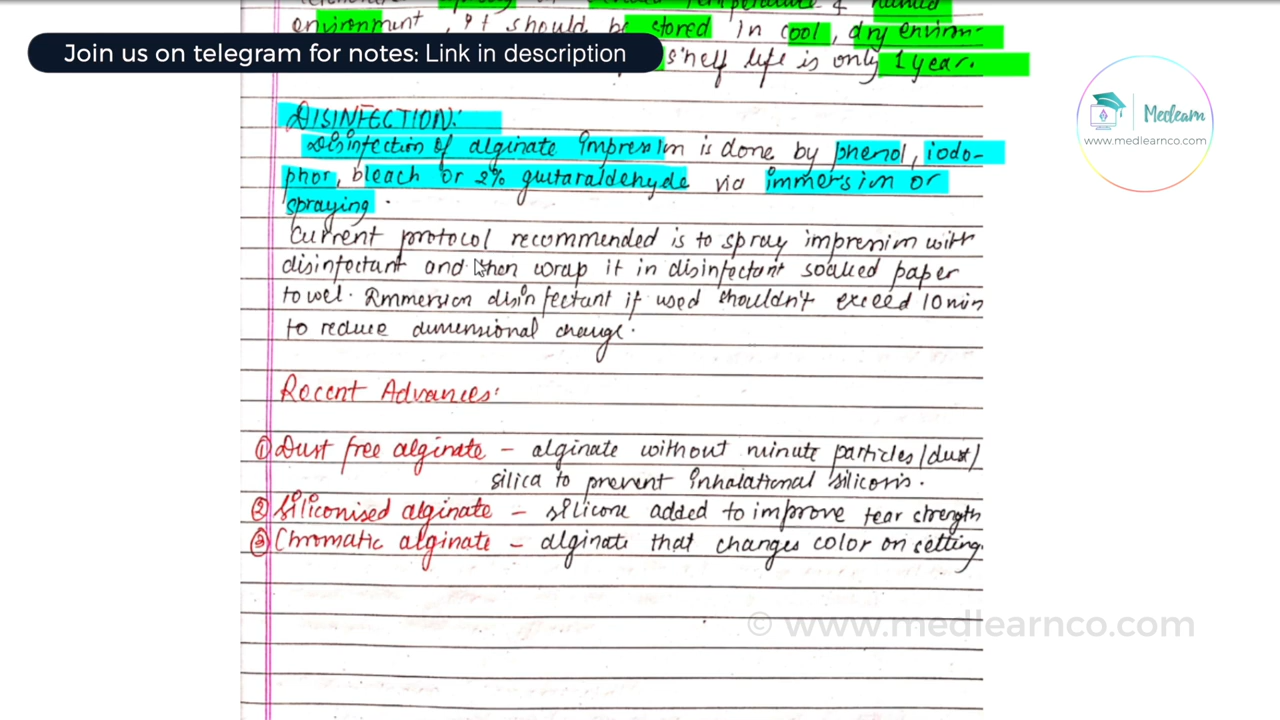 rapidly temperature & humid
environment, it should be stored in cool, dry environ-
Join us on telegram for notes: Link in description
shelf life is only 1 year.
Medlearn
www.medlearnco.com
DISINFECTION:
Disinfection of alginate impression is done by phenol, iodo-
phor, bleach or 2% glutaraldehyde via immersion or
spraying.
Current protocol recommended is to spray impression with
disinfectant and then wrap it in disinfectant soaked paper
towel. Immersion disinfectant if used shouldn't exceed 10 min
to reduce dimensional change.
Recent Advances:
① Dust free alginate - alginate without minute particles/dust/
silica to prevent inhalational silicosis.
② Siliconised alginate - silicone added to improve tear strength
③ Chromatic alginate - alginate that changes color on setting.
© www.medlearnco.com